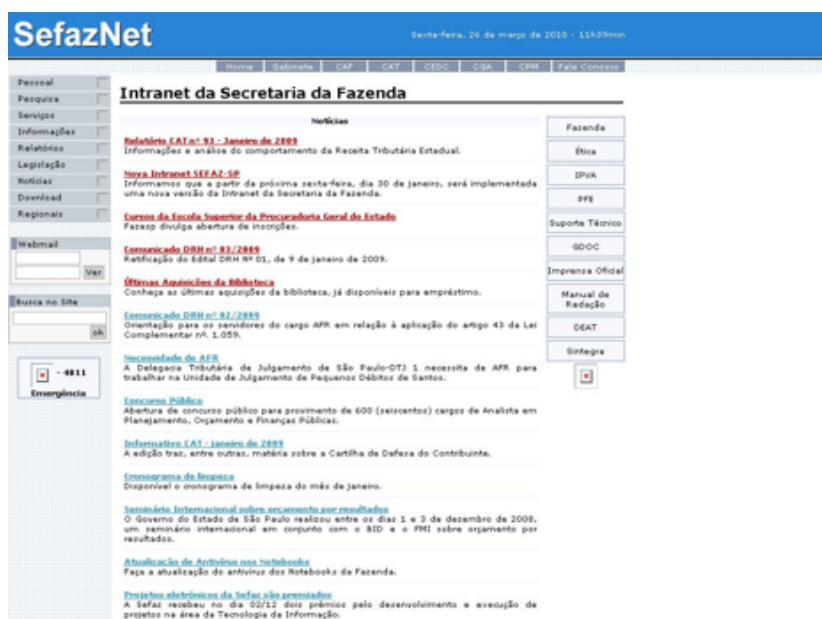 SefazNet
Sexta-feira, 26 de março de 2010 - 11h39min
Home Gabinete CAF CAT CEDC CGA CPM Fale Conosco
Pessoal
Pesquisa
Serviços
Informações
Relatórios
Legislação
Notícias
Download
Regionais
Webmail
Ver
Busca no Site
ok
- 4011
Emergência
Intranet da Secretaria da Fazenda
Notícias
Relatório CAT nº 93 - Janeiro de 2009
Informações e análise do comportamento da Receita Tributária Estadual.
Nova Intranet SEFAZ-SP
Informamos que a partir da próxima sexta-feira, dia 30 de janeiro, será implementada
uma nova versão da Intranet da Secretaria da Fazenda.
Cursos da Escola Superior da Procuradoria Geral do Estado
Fazesp divulga abertura de inscrições.
Comunicado DRH nº 03/2009
Ratificação do Edital DRH Nº 01, de 9 de janeiro de 2009.
Últimas Aquisições da Biblioteca
Conheça as últimas aquisições da biblioteca, já disponíveis para empréstimo.
Comunicado DRH nº 02/2009
Orientação para os servidores do cargo AFR em relação à aplicação do artigo 43 da Lei
Complementar nº. 1.059.
Necessidade de AFR
A Delegacia Tributária de Julgamento de São Paulo-DTJ 1 necessita de AFR para
trabalhar na Unidade de Julgamento de Pequenos Débitos de Santos.
Concurso Público
Abertura de concurso público para provimento de 600 (seiscentos) cargos de Analista em
Planejamento, Orçamento e Finanças Públicas.
Informativo CAT - janeiro de 2009
A edição traz, entre outras, matéria sobre a Cartilha de Defesa do Contribuinte.
Cronograma de limpeza
Disponível o cronograma de limpeza do mês de janeiro.
Seminário Internacional sobre orçamento por resultados
O Governo do Estado de São Paulo realizou entre os dias 1 e 3 de dezembro de 2008,
um seminário internacional em conjunto com o BID e o FMI sobre orçamento por
resultados.
Atualização de Antivírus nos Notebooks
Faça a atualização do antivírus dos Notebooks da Fazenda.
Projetos eletrônicos da Sefaz são premiados
A Sefaz recebeu no dia 02/12 dois prêmios pelo desenvolvimento e execução de
projetos na área da Tecnologia da Informação.
Fazenda
Ética
IPVA
PFE
Suporte Técnico
GDOC
Imprensa Oficial
Manual de
Redação
DEAT
Sintegra